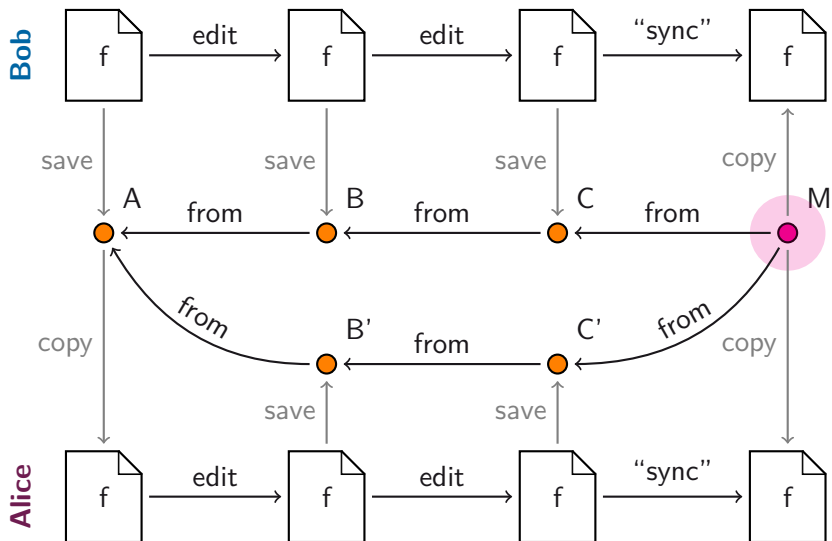 Bob
f
edit
f
edit
f
“sync”
f
save
save
save
copy
A
B
C
M
from
from
from
from
from
B'
C'
from
copy
copy
save
save
Alice
f
edit
f
edit
f
“sync”
f